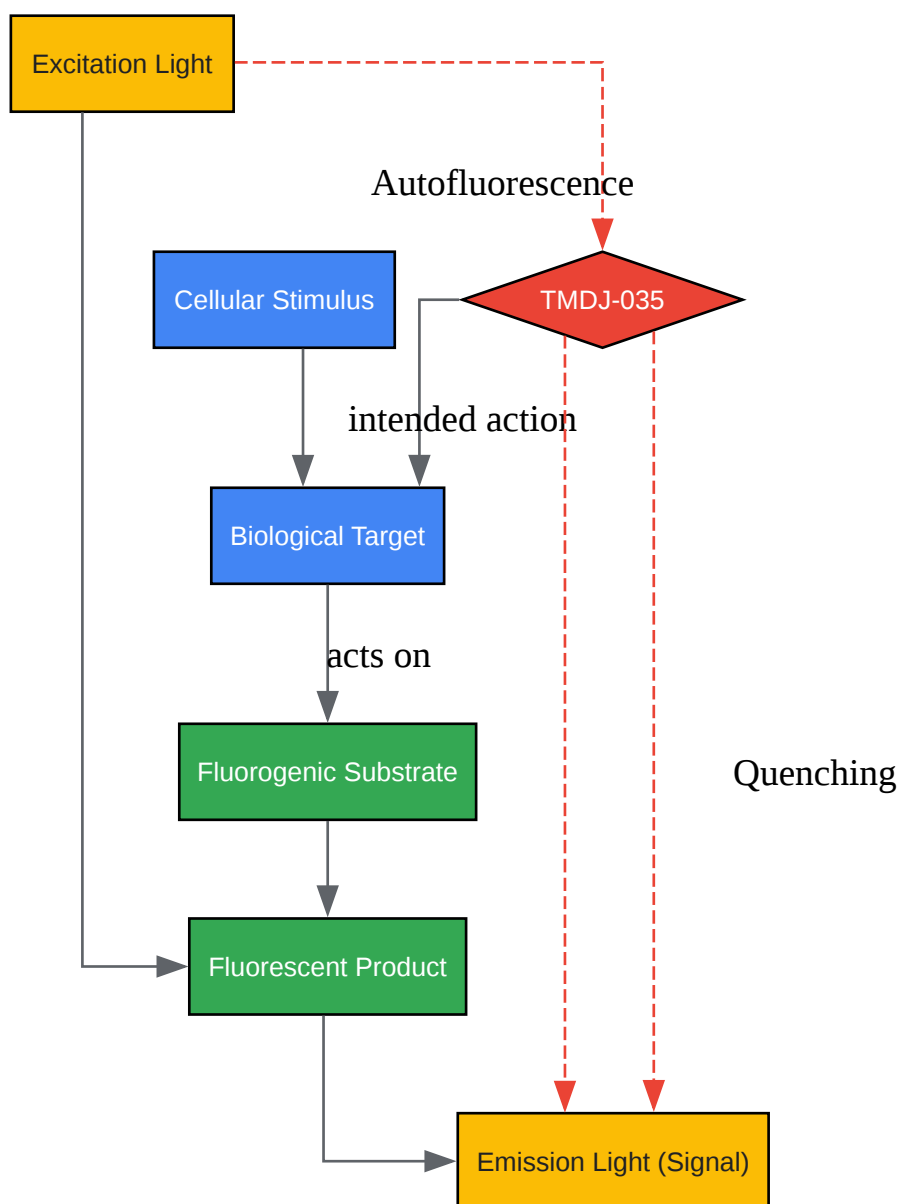 Excitation Light
Autofluorescence
Cellular Stimulus
TMDJ-035
intended action
Biological Target
acts on
Fluorogenic Substrate
Quenching
Fluorescent Product
Emission Light (Signal)